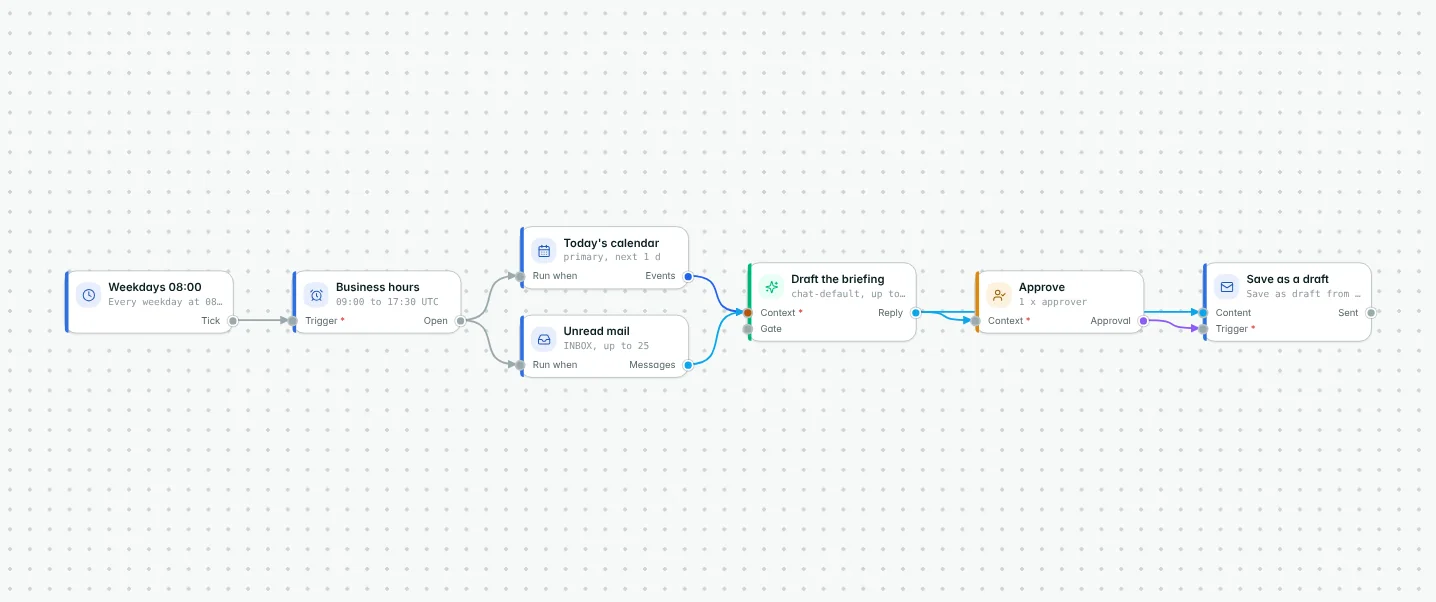 Weekdays 08:00
Every weekday at 08…
Tick
Business hours
09:00 to 17:30 UTC
Trigger *
Open
Today's calendar
primary, next 1 d
Run when
Events
Unread mail
INBOX, up to 25
Run when
Messages
Draft the briefing
chat-default, up to…
Context *
Reply
Gate
Approve
1 x approver
Context *
Approval
Save as a draft
Save as draft from …
Content
Sent
Trigger *